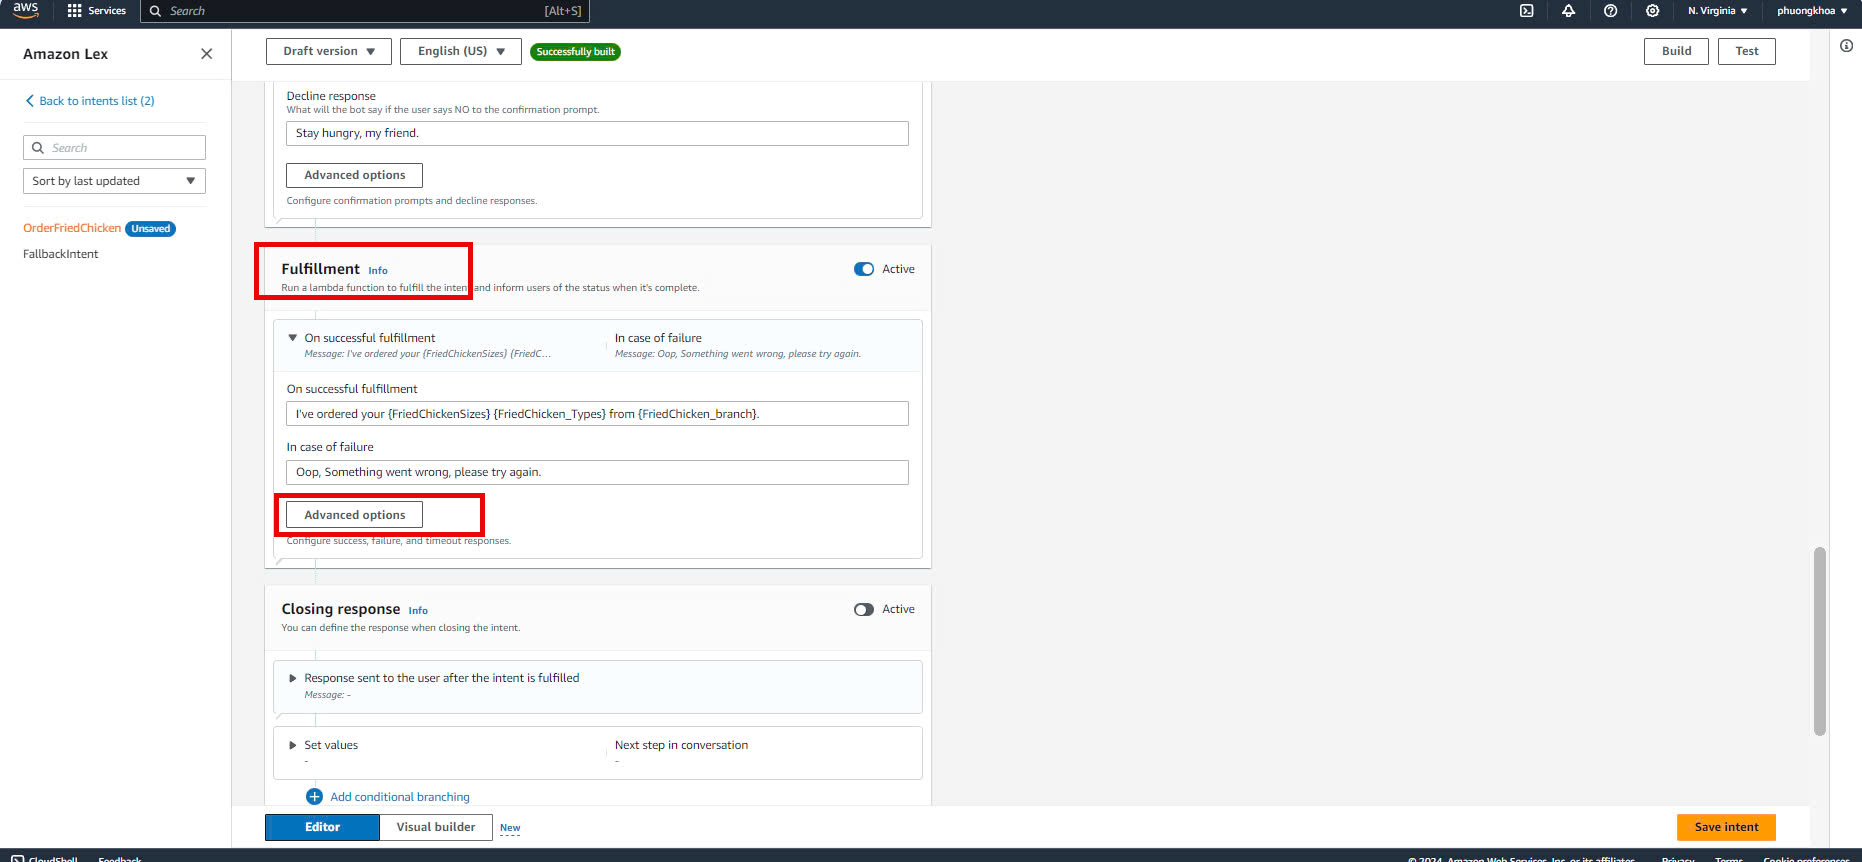 aws
Services
Search
[Alt+S]
N. Virginia
phuongkhoa
Amazon Lex
Draft version
English (US)
Successfully built
Build
Test
Back to intents list (2)
Search
Sort by last updated
OrderFriedChicken
Unsaved
FallbackIntent
Decline response
What will the bot say if the user says NO to the confirmation prompt.
Stay hungry, my friend.
Advanced options
Configure confirmation prompts and decline responses.
Fulfillment Info
Active
Run a lambda function to fulfill the intent and inform users of the status when it's complete.
On successful fulfillment
Message: I've ordered your {FriedChickenSizes} {FriedC...
In case of failure
Message: Oop, Something went wrong, please try again.
On successful fulfillment
I've ordered your {FriedChickenSizes} {FriedChicken_Types} from {FriedChicken_branch}.
In case of failure
Oop, Something went wrong, please try again.
Advanced options
Configure success, failure, and timeout responses.
Closing response Info
Active
You can define the response when closing the intent.
Response sent to the user after the intent is fulfilled
Message: -
Set values
-
Next step in conversation
-
Add conditional branching
Editor
Visual builder
New
Save intent
CloudShell
Feedback
© 2024, Amazon Web Services, Inc. or its affiliates.
Privacy
Terms
Cookie preferences